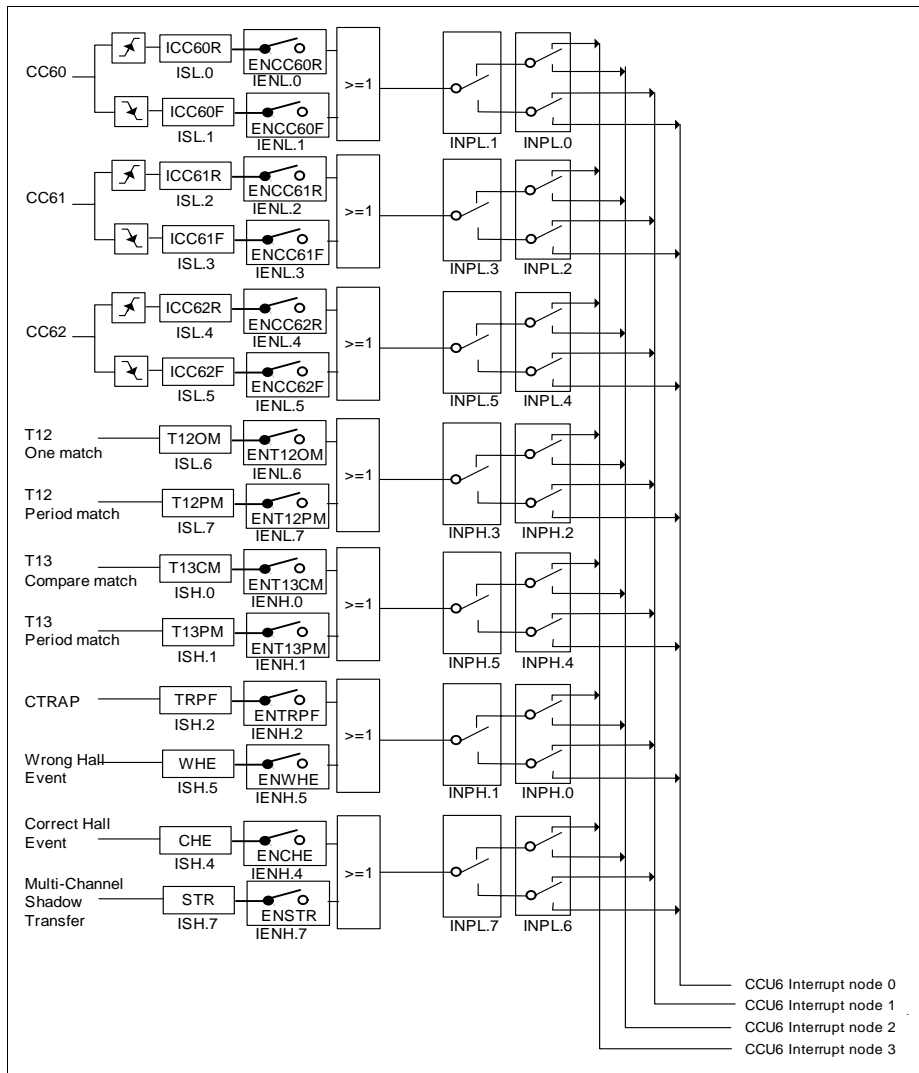 CC60
ICC60R
ISL.0
ENCC60R
IENL.0
ICC60F
ISL.1
ENCC60F
IENL.1
>=1
INPL.1
INPL.0
CC61
ICC61R
ISL.2
ENCC61R
IENL.2
ICC61F
ISL.3
ENCC61F
IENL.3
>=1
INPL.3
INPL.2
CC62
ICC62R
ISL.4
ENCC62R
IENL.4
ICC62F
ISL.5
ENCC62F
IENL.5
>=1
INPL.5
INPL.4
T12
One match
T12OM
ISL.6
ENT12OM
IENL.6
T12
Period match
T12PM
ISL.7
ENT12PM
IENL.7
>=1
INPH.3
INPH.2
T13
Compare match
T13CM
ISH.0
ENT13CM
IENH.0
T13
Period match
T13PM
ISH.1
ENT13PM
IENH.1
>=1
INPH.5
INPH.4
CTRAP
TRPF
ISH.2
ENTRPF
IENH.2
Wrong Hall
Event
WHE
ISH.5
ENWHE
IENH.5
>=1
INPH.1
INPH.0
Correct Hall
Event
CHE
ISH.4
ENCHE
IENH.4
Multi-Channel
Shadow
Transfer
STR
ISH.7
ENSTR
IENH.7
>=1
INPL.7
INPL.6
CCU6 Interrupt node 0
CCU6 Interrupt node 1
CCU6 Interrupt node 2
CCU6 Interrupt node 3